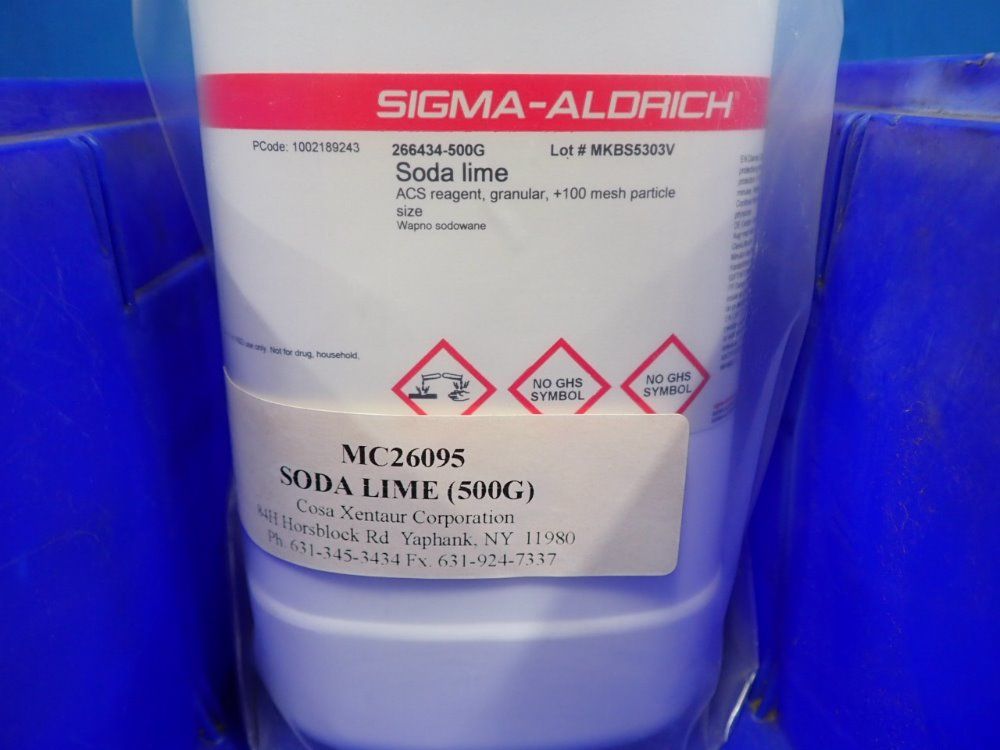 SIGMA-ALDRICH
PCode: 1002189243
266434-500G
Lot # MKBS5303V
Soda lime
ACS reagent, granular, +100 mesh particle
size
Wapno sodowane
use only. Not for drug, household,
NO GHS
SYMBOL
NO GHS
SYMBOL
MC26095
SODA LIME (500G)
Cosa Xentaur Corporation
84H Horsblock Rd Yaphank, NY 11980
Ph. 631-345-3434 Fx. 631-924-7337